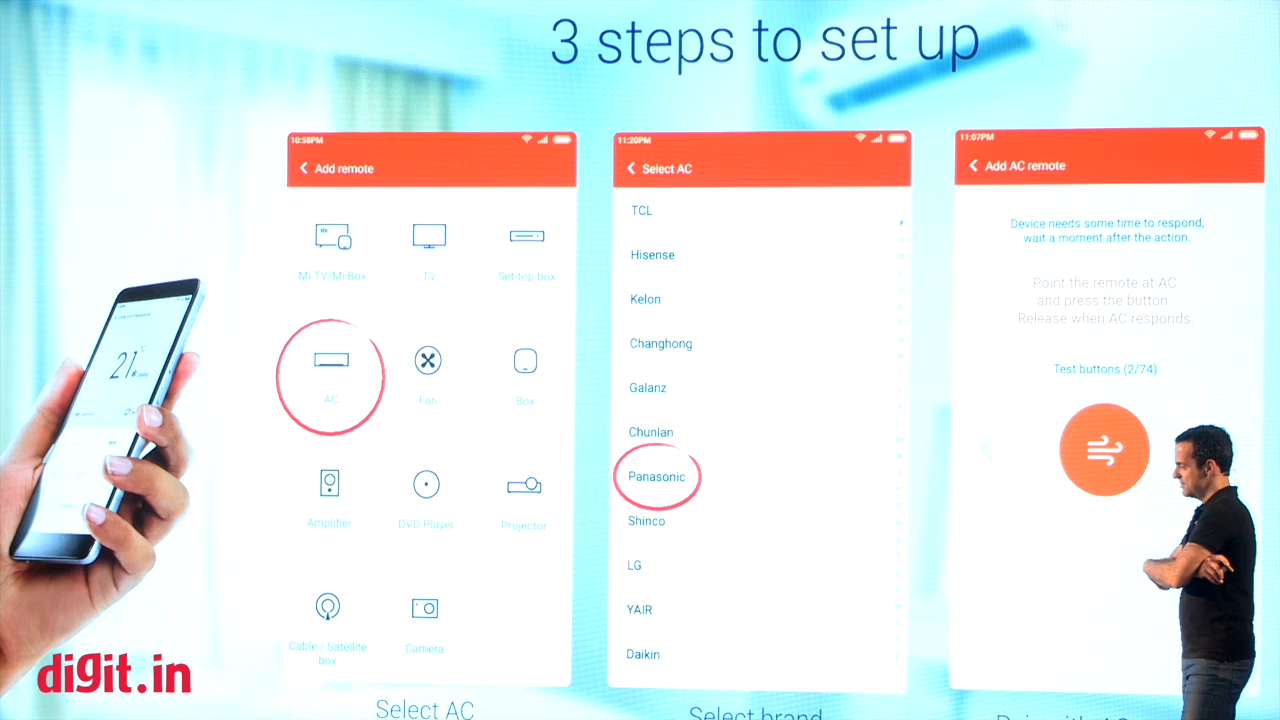 3 steps to set up
10:58PM
Add remote
Mi TV/Mi Box
TV
Set-top box
AC
Fan
Box
Amplifier
DVD Player
Projector
Cable / Satellite
box
Camera
Select AC
11:20PM
Select AC
TCL
Hisense
Kelon
Changhong
Galanz
Chunlan
Panasonic
Shinco
LG
YAIR
Daikin
Select brand
11:07PM
Add AC remote
Device needs some time to respond,
wait a moment after the action.
Point the remote at AC
and press the button.
Release when AC responds.
Test buttons (2/74)
21
digit.in